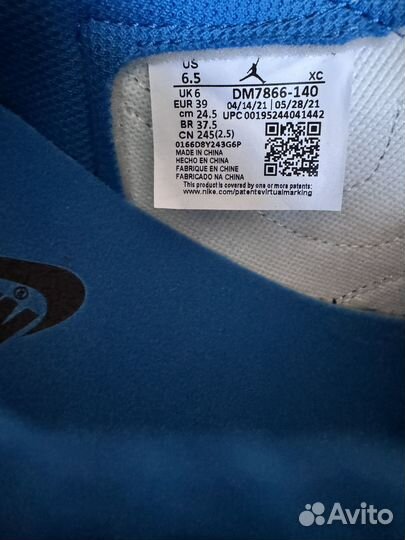 US
6.5 XC
UK 6 DM7866-140
EUR 39 04/14/21 | 05/28/21
cm 24.5 UPC 00195244041442
BR 37.5
CN 245(2.5)
0166D8Y243G6P
MADE IN CHINA
HECHO EN CHINA
FABRIQUE EN CHINE
FABRICADO NA CHINA
This product is covered by one or more patents:
www.nike.com/patentsvirtualmarking
Avito